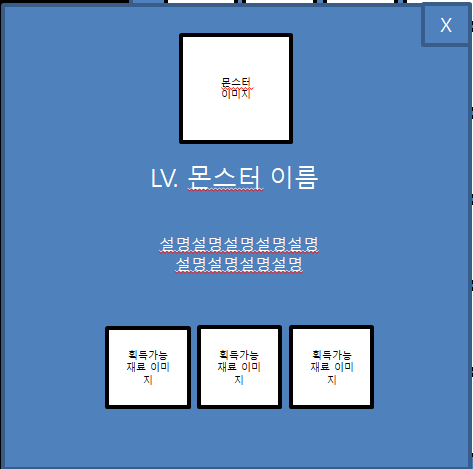 X
몬스터
이미지
LV. 몬스터 이름
설명설명설명설명설명
설명설명설명설명
획득가능
재료 이미
지
획득가능
재료 이미
지
획득가능
재료 이미
지